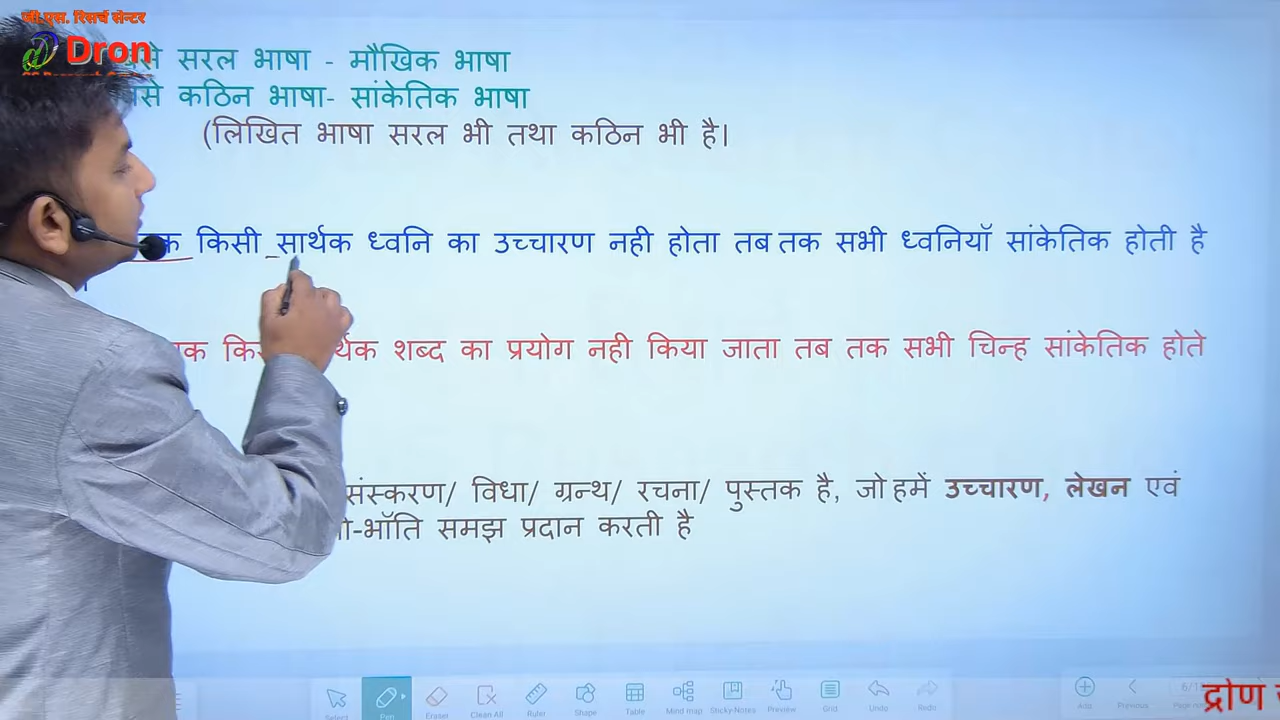 जी.एस. रिसर्च सेन्टर
Dron
सरल भाषा - मौखिक भाषा
कठिन भाषा- सांकेतिक भाषा
(लिखित भाषा सरल भी तथा कठिन भी है।
किसी सार्थक ध्वनि का उच्चारण नही होता तब तक सभी ध्वनियॉ सांकेतिक होती है
शब्द का प्रयोग नही किया जाता तब तक सभी चिन्ह सांकेतिक होते
संस्करण/ विधा/ ग्रन्थ/ रचना/ पुस्तक है, जो हमें उच्चारण, लेखन एवं
भॉति समझ प्रदान करती है
Select Pen Eraser Clean All Ruler Shape Table Mind map Sticky-Notes Preview Grid Undo Redo Add Previous
द्रोण